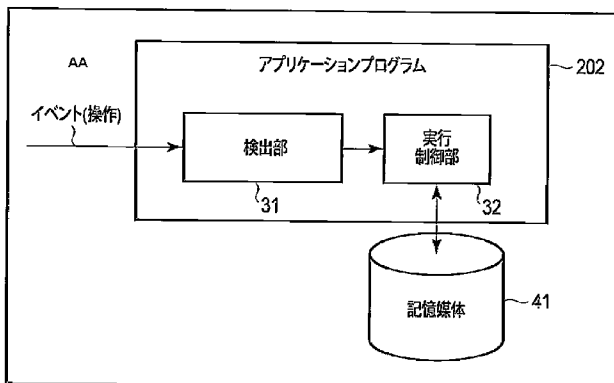 AA
アプリケーションプログラム
202
イベント(操作)
検出部
実行
制御部
31
32
記憶媒体
41